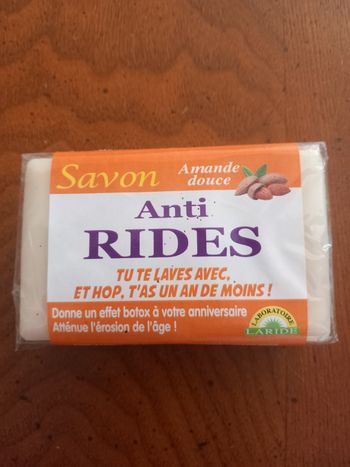 Savon
Amande
douce
Anti
RIDES
TU TE LAVES AVEC,
ET HOP, T'AS UN AN DE MOINS !
Donne un effet botox à votre anniversaire
Atténue l'érosion de l'âge !
LABORATOIRE
LARIDE